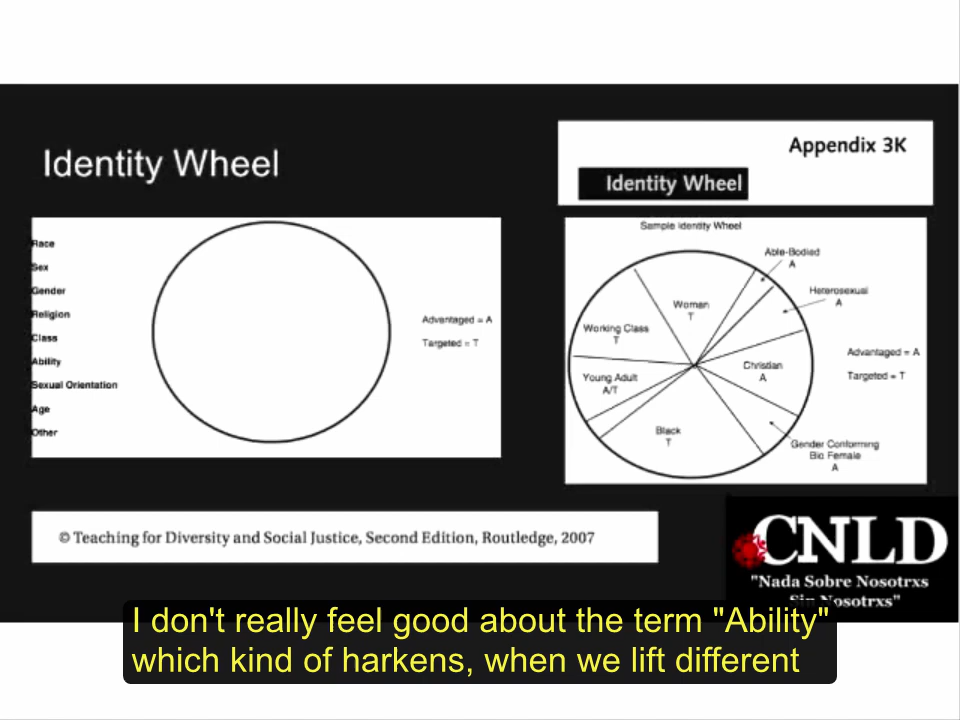 Identity Wheel
Race
Sex
Gender
Religion
Class
Ability
Sexual Orientation
Age
Other
Advantaged = A
Targeted = T
Appendix 3K
Identity Wheel
Sample Identity Wheel
Able-Bodied
A
Heterosexual
A
Woman
T
Working Class
T
Christian
A
Advantaged = A
Targeted = T
Young Adult
A/T
Black
T
Gender Conforming
Bio Female
A
© Teaching for Diversity and Social Justice, Second Edition, Routledge, 2007
CNLD
"Nada Sobre Nosotrxs
Sin Nosotrxs"
I don't really feel good about the term "Ability"
which kind of harkens, when we lift different